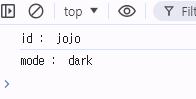 top
Filt
id :  jojo
mode :  dark